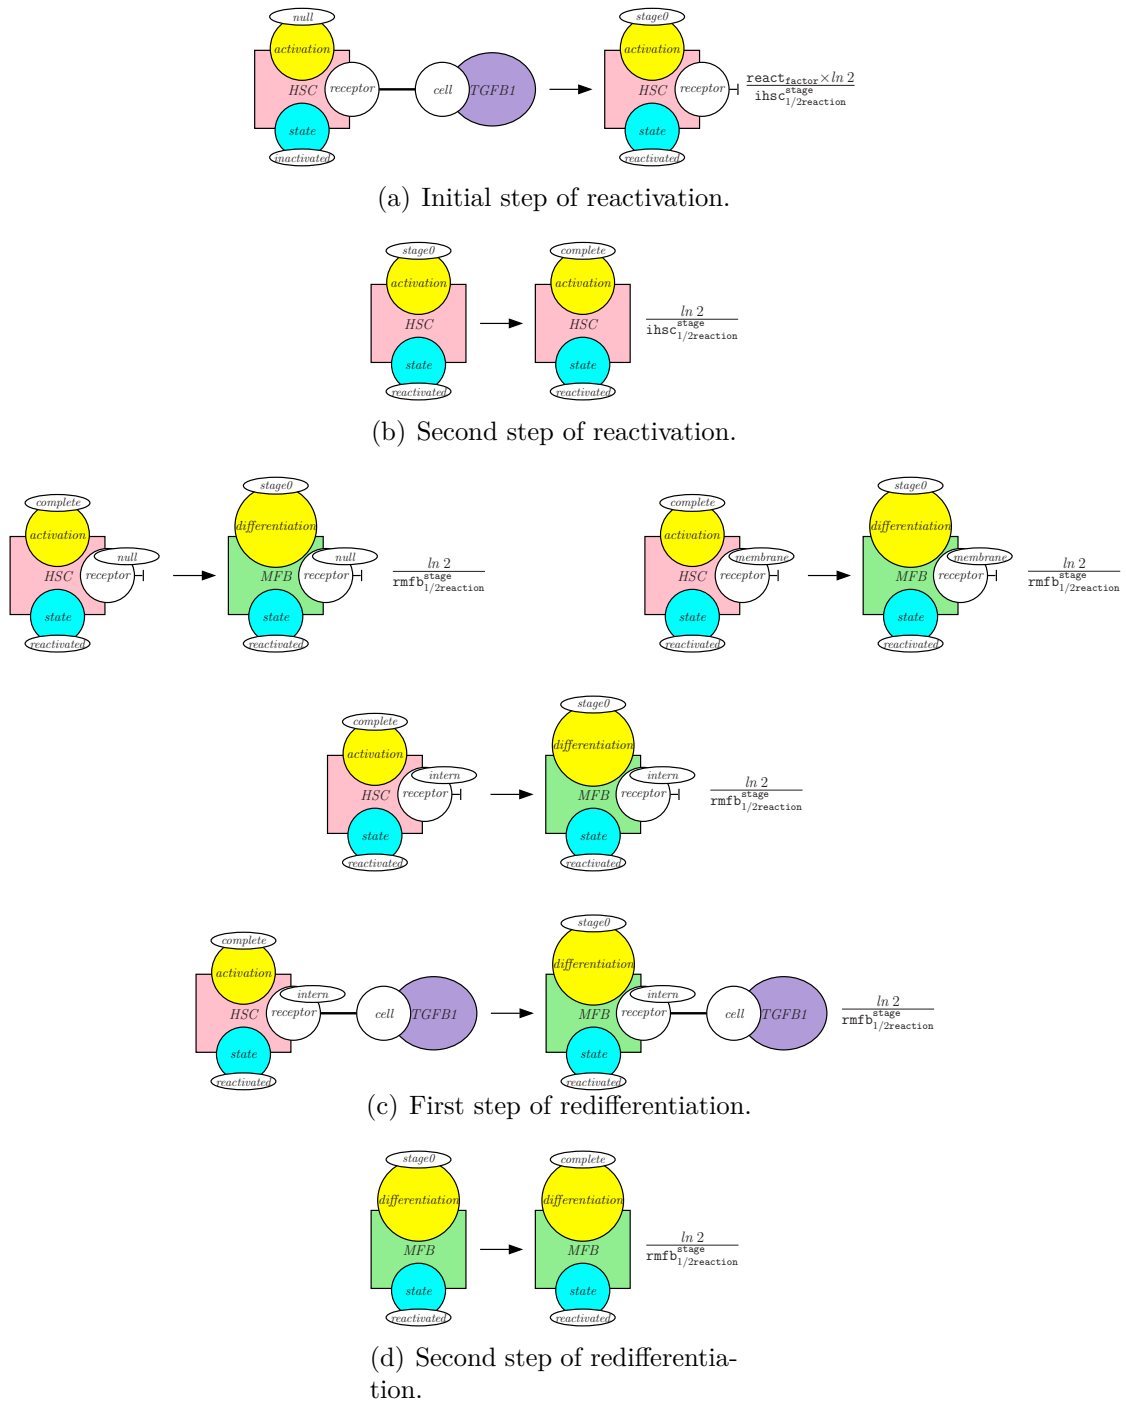 null stage0
activation activation
HSC receptor cell TGFB1 HSC receptor react_factor × ln 2 / ihsc^stage_1/2reaction
state state
inactivated reactivated
(a) Initial step of reactivation.
stage0 complete
activation activation
HSC HSC ln 2 / ihsc^stage_1/2reaction
state state
reactivated reactivated
(b) Second step of reactivation.
complete stage0 complete stage0
activation differentiation activation differentiation
null null membrane membrane
HSC receptor MFB receptor ln 2 / rmfb^stage_1/2reaction HSC receptor MFB receptor ln 2 / rmfb^stage_1/2reaction
state state state state
reactivated reactivated reactivated reactivated
complete stage0
activation differentiation
intern intern
HSC receptor MFB receptor ln 2 / rmfb^stage_1/2reaction
state state
reactivated reactivated
complete stage0
activation differentiation
intern intern
HSC receptor cell TGFB1 MFB receptor cell TGFB1 ln 2 / rmfb^stage_1/2reaction
state state
reactivated reactivated
(c) First step of redifferentiation.
stage0 complete
differentiation differentiation
MFB MFB ln 2 / rmfb^stage_1/2reaction
state state
reactivated reactivated
(d) Second step of redifferentia-
tion.